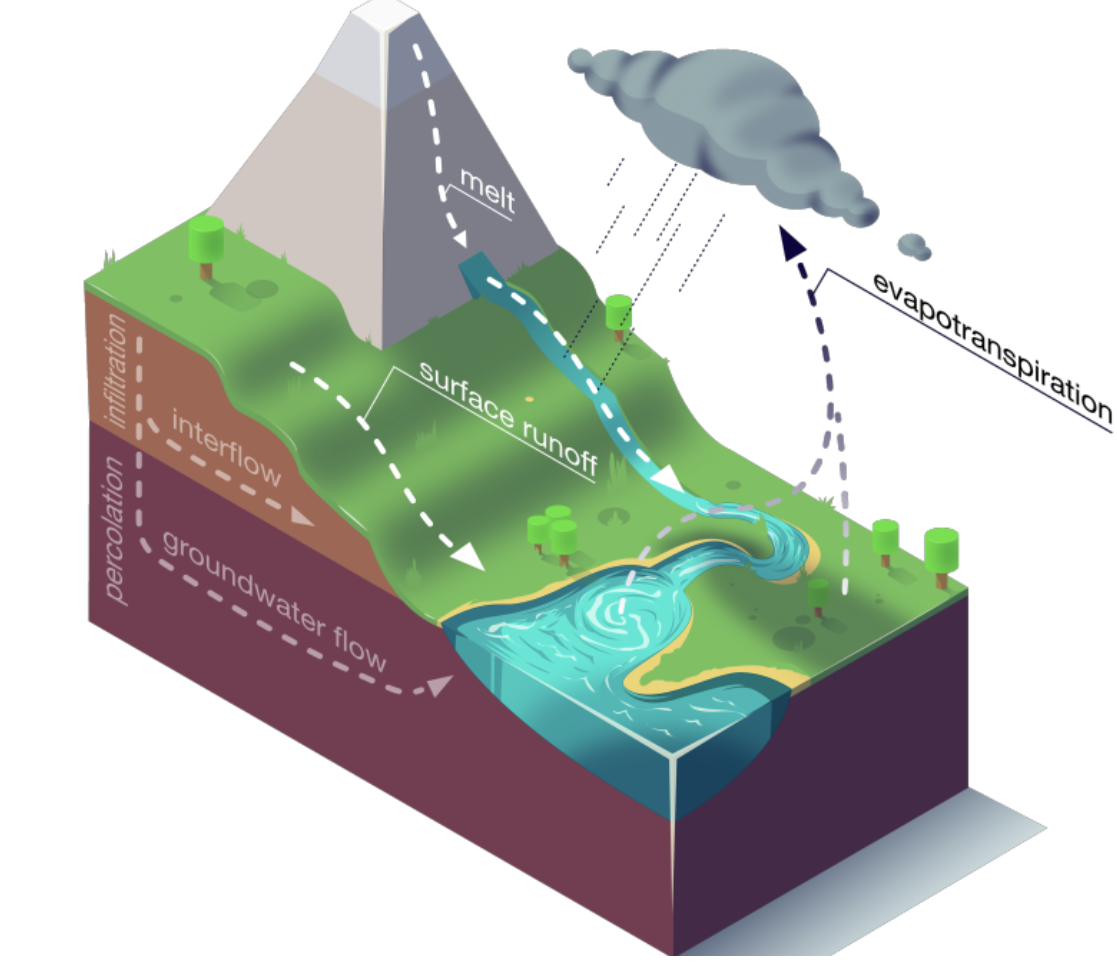 melt
evapotranspiration
surface runoff
infiltration
interflow
percolation
groundwater flow